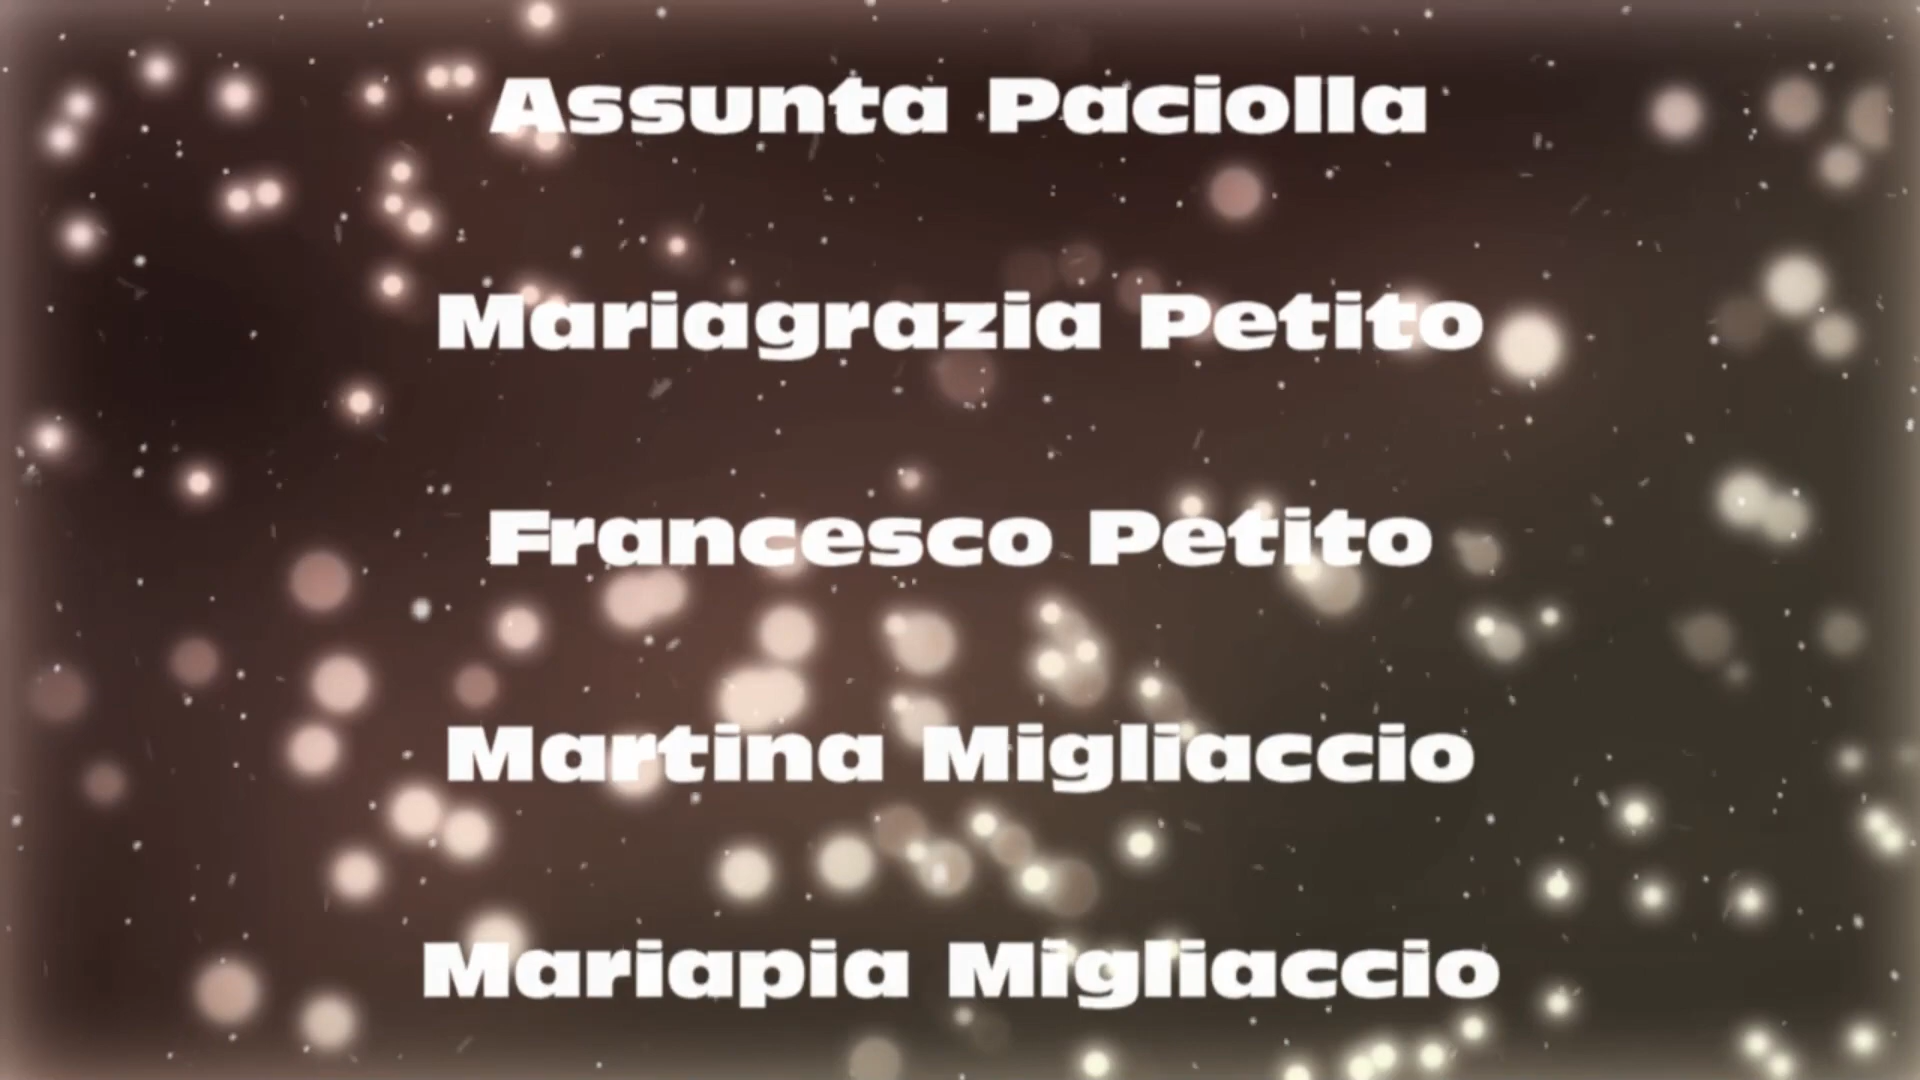 Assunta Paciolla
Mariagrazia Petito
Francesco Petito
Martina Migliaccio
Mariapia Migliaccio